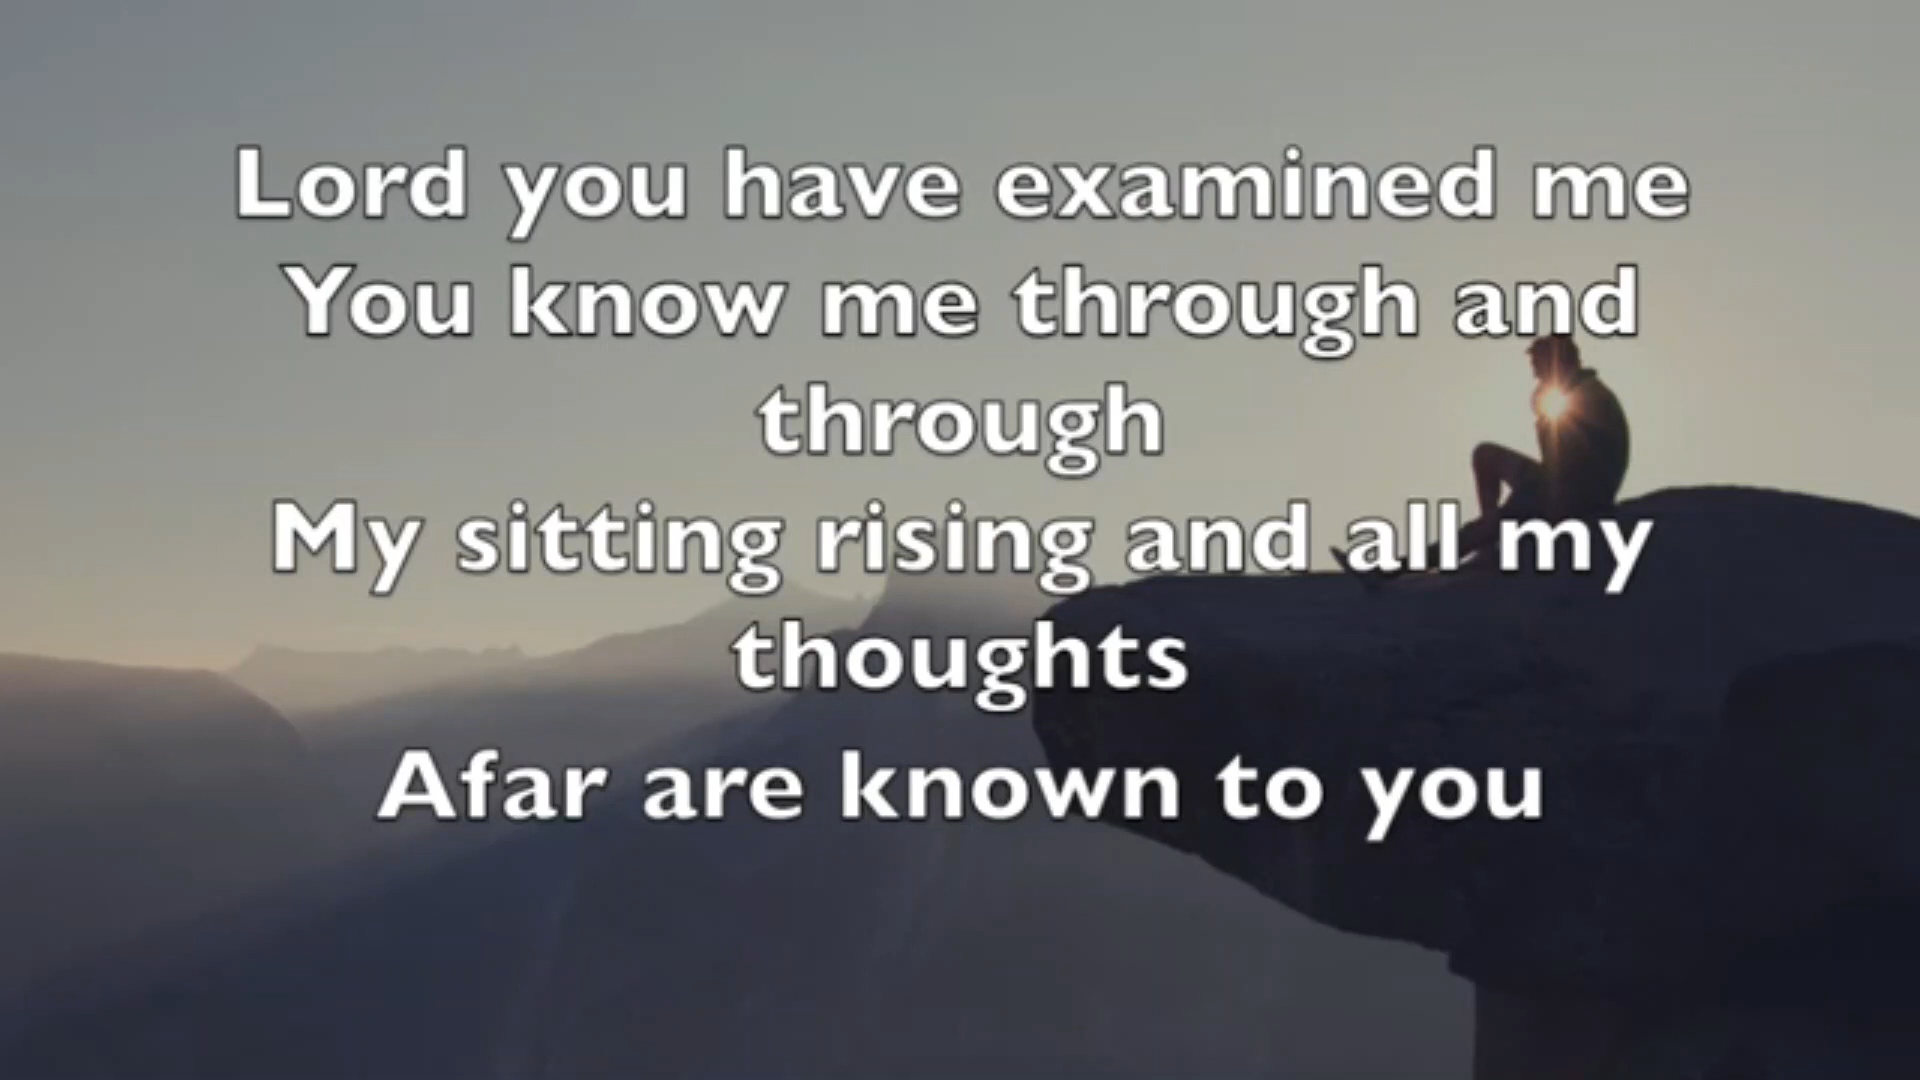 Lord you have examined me
You know me through and
through
My sitting rising and all my
thoughts
Afar are known to you